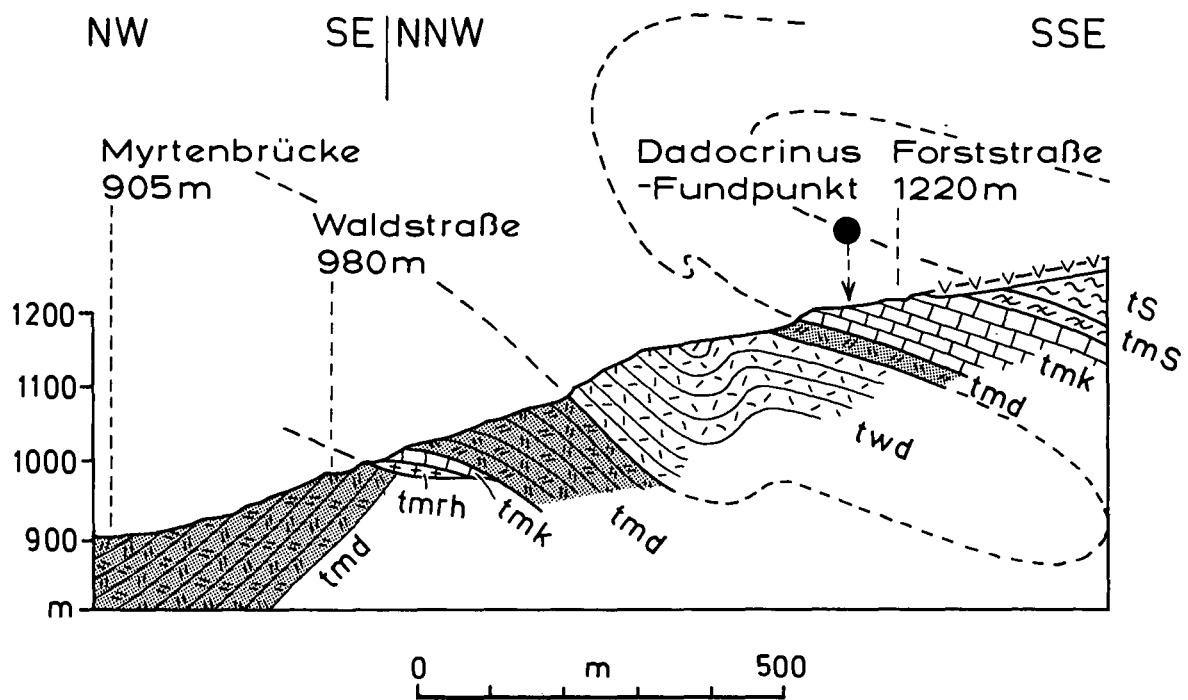 NW SE NNW SSE
Myrtenbrücke
905m
Waldstraße
980m
Dadocrinus
-Fundpunkt
Forststraße
1220m
1200
1100
1000
900
m
tmd
tmrh
tmk
tmd
twd
tmd
tmk
tmS
tS
0 m 500